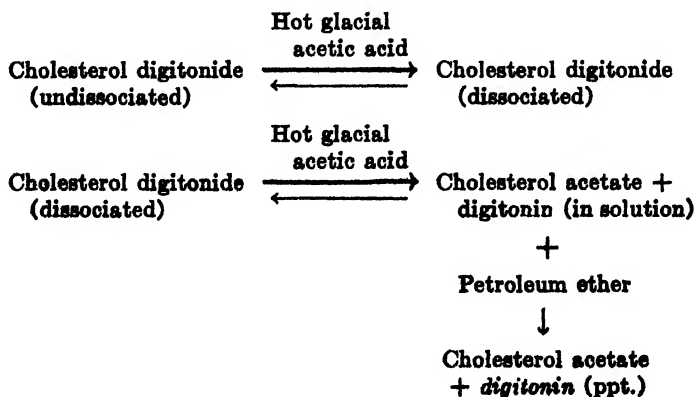 Hot glacial
acetic acid
Cholesterol digitonide
(undissociated)
Cholesterol digitonide
(dissociated)
Hot glacial
acetic acid
Cholesterol digitonide
(dissociated)
Cholesterol acetate +
digitonin (in solution)
+
Petroleum ether
↓
Cholesterol acetate
+ digitonin (ppt.)